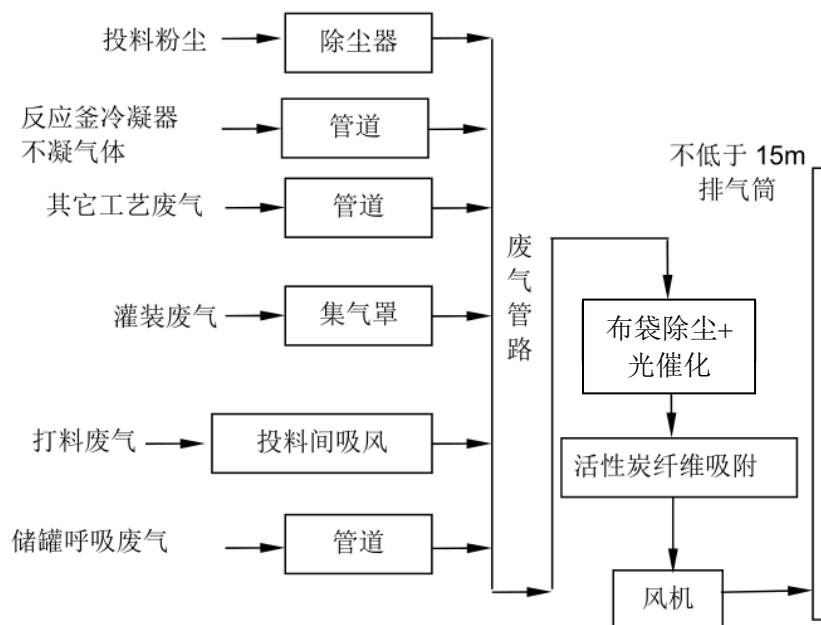 投料粉尘
除尘器
反应釜冷凝器
不凝气体
管道
其它工艺废气
管道
灌装废气
集气罩
打料废气
投料间吸风
储罐呼吸废气
管道
废
气
管
路
布袋除尘+
光催化
活性炭纤维吸附
风机
不低于 15m
排气筒